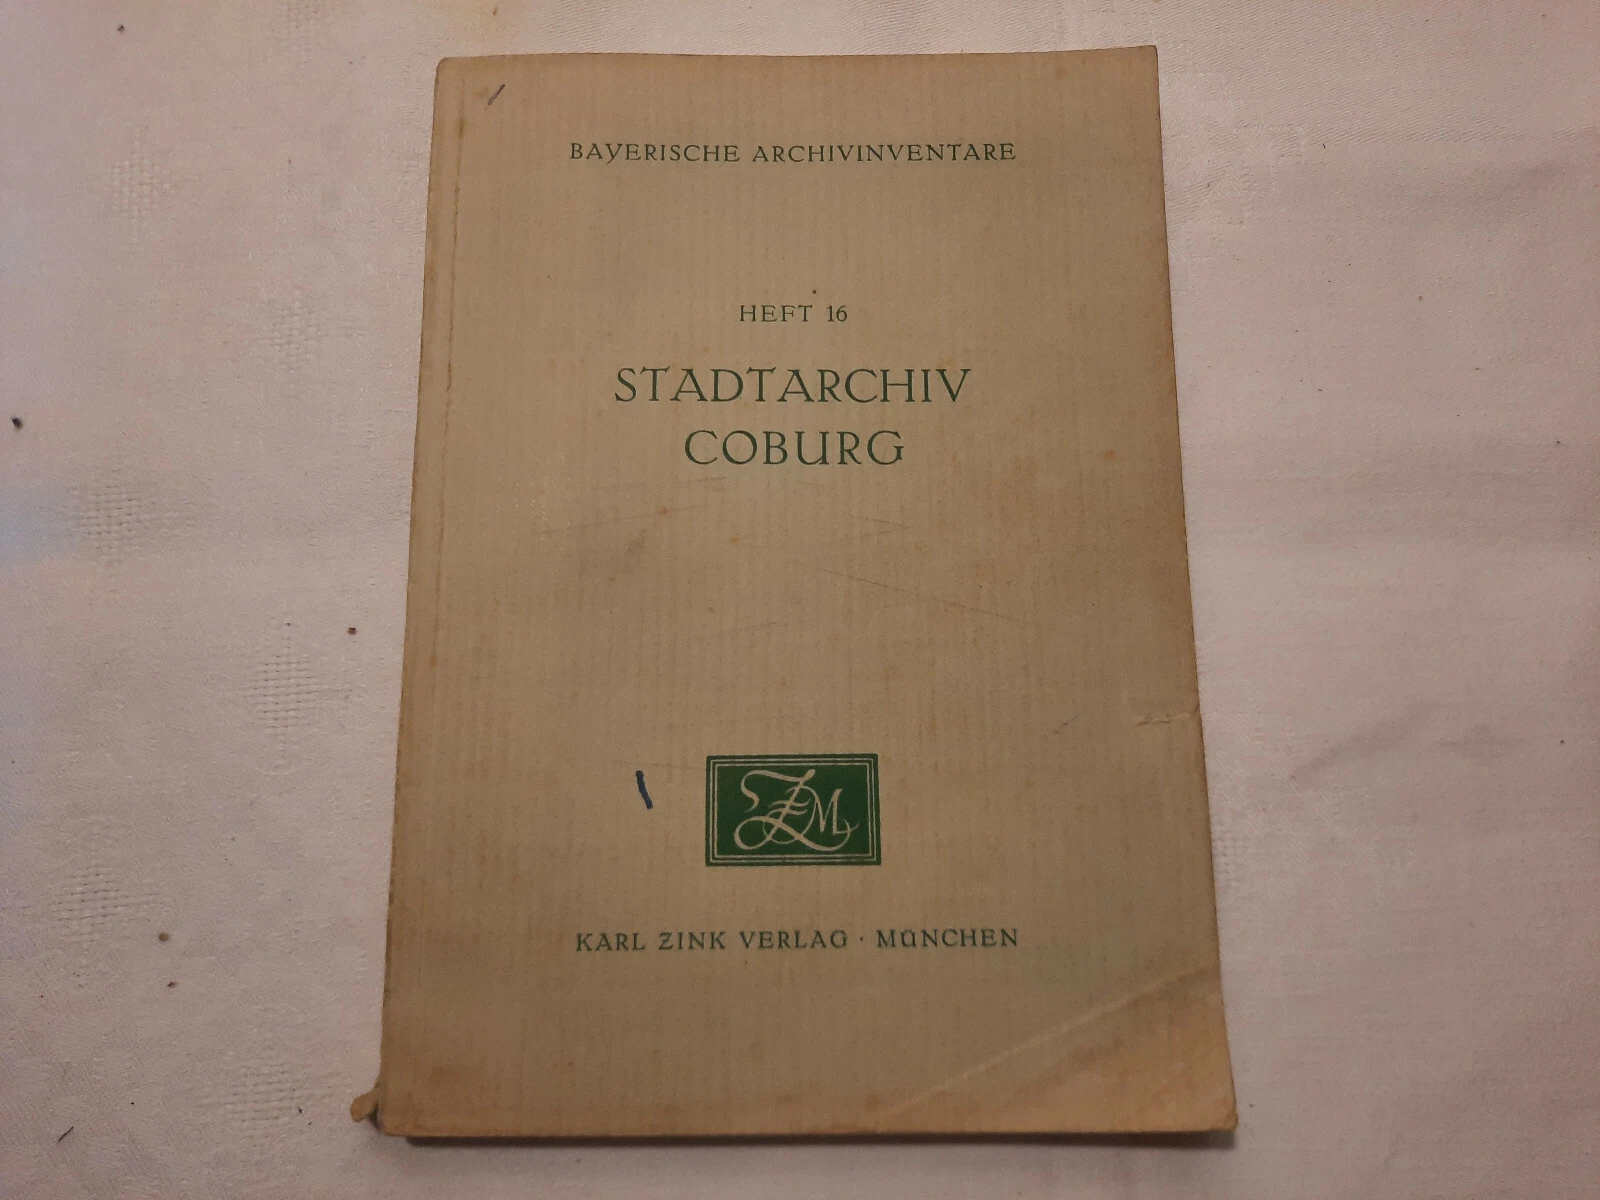 BAYERISCHE ARCHIVINVENTARE
HEFT 16
STADTARCHIV
COBURG
ZM
KARL ZINK VERLAG · MÜNCHEN